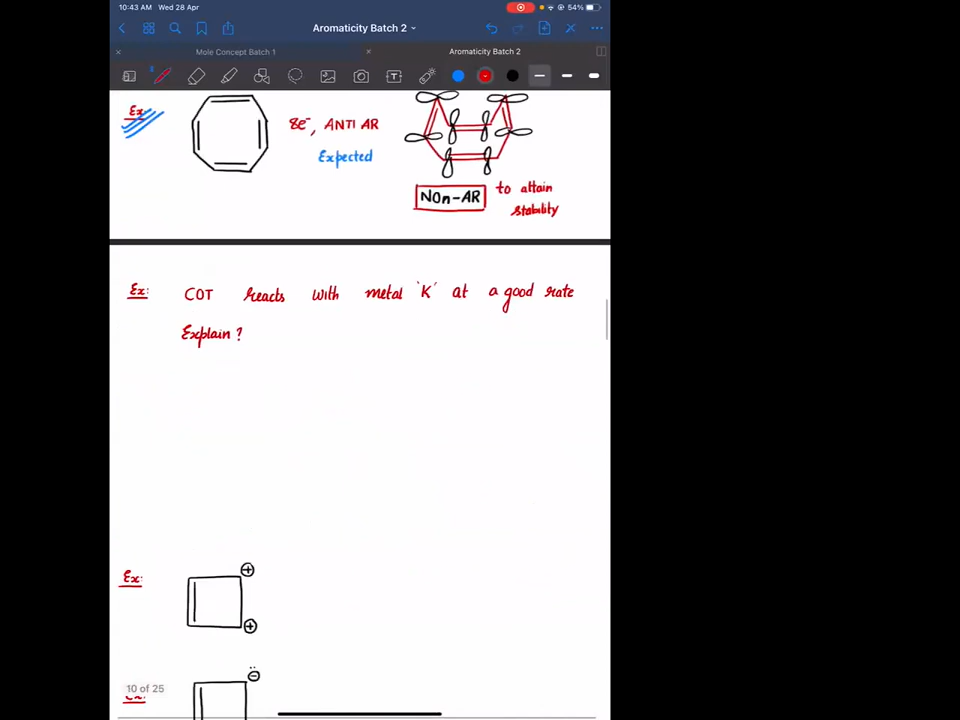 10:43 AM Wed 28 Apr
54%
Aromaticity Batch 2
Mole Concept Batch 1
Aromaticity Batch 2
Ex:
8e⁻, ANTI AR
Expected
NOn-AR
to attain
stability
Ex:
COT reacts with metal 'K' at a good rate
Explain?
Ex:
⊕
⊕
⊖
10 of 25